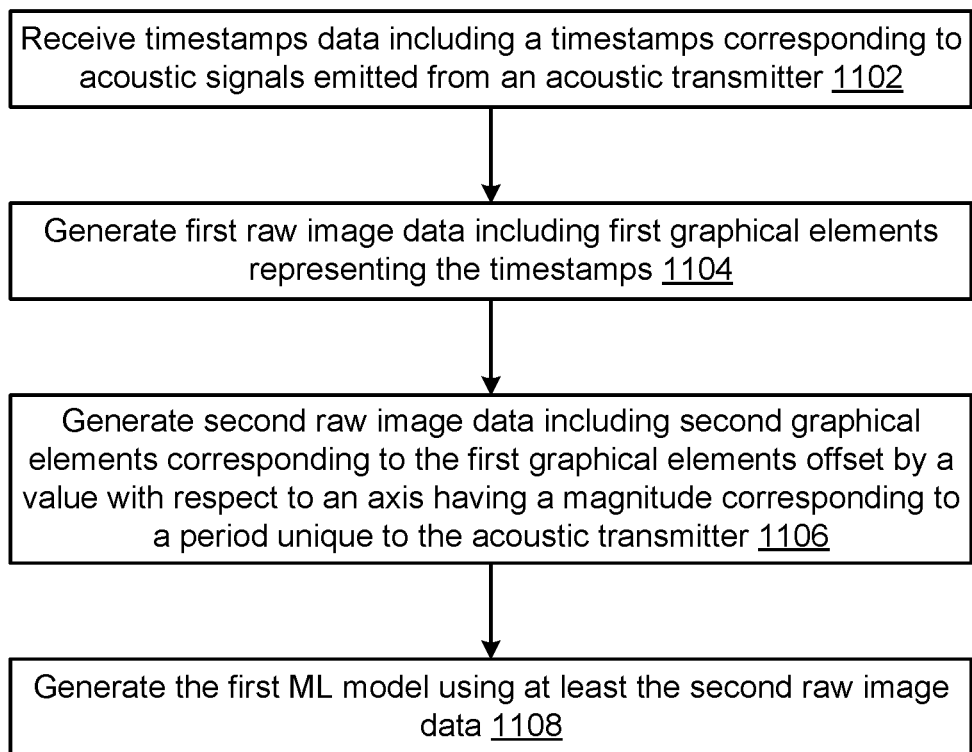 Receive timestamps data including a timestamps corresponding to
acoustic signals emitted from an acoustic transmitter 1102
Generate first raw image data including first graphical elements
representing the timestamps 1104
Generate second raw image data including second graphical
elements corresponding to the first graphical elements offset by a
value with respect to an axis having a magnitude corresponding to
a period unique to the acoustic transmitter 1106
Generate the first ML model using at least the second raw image
data 1108